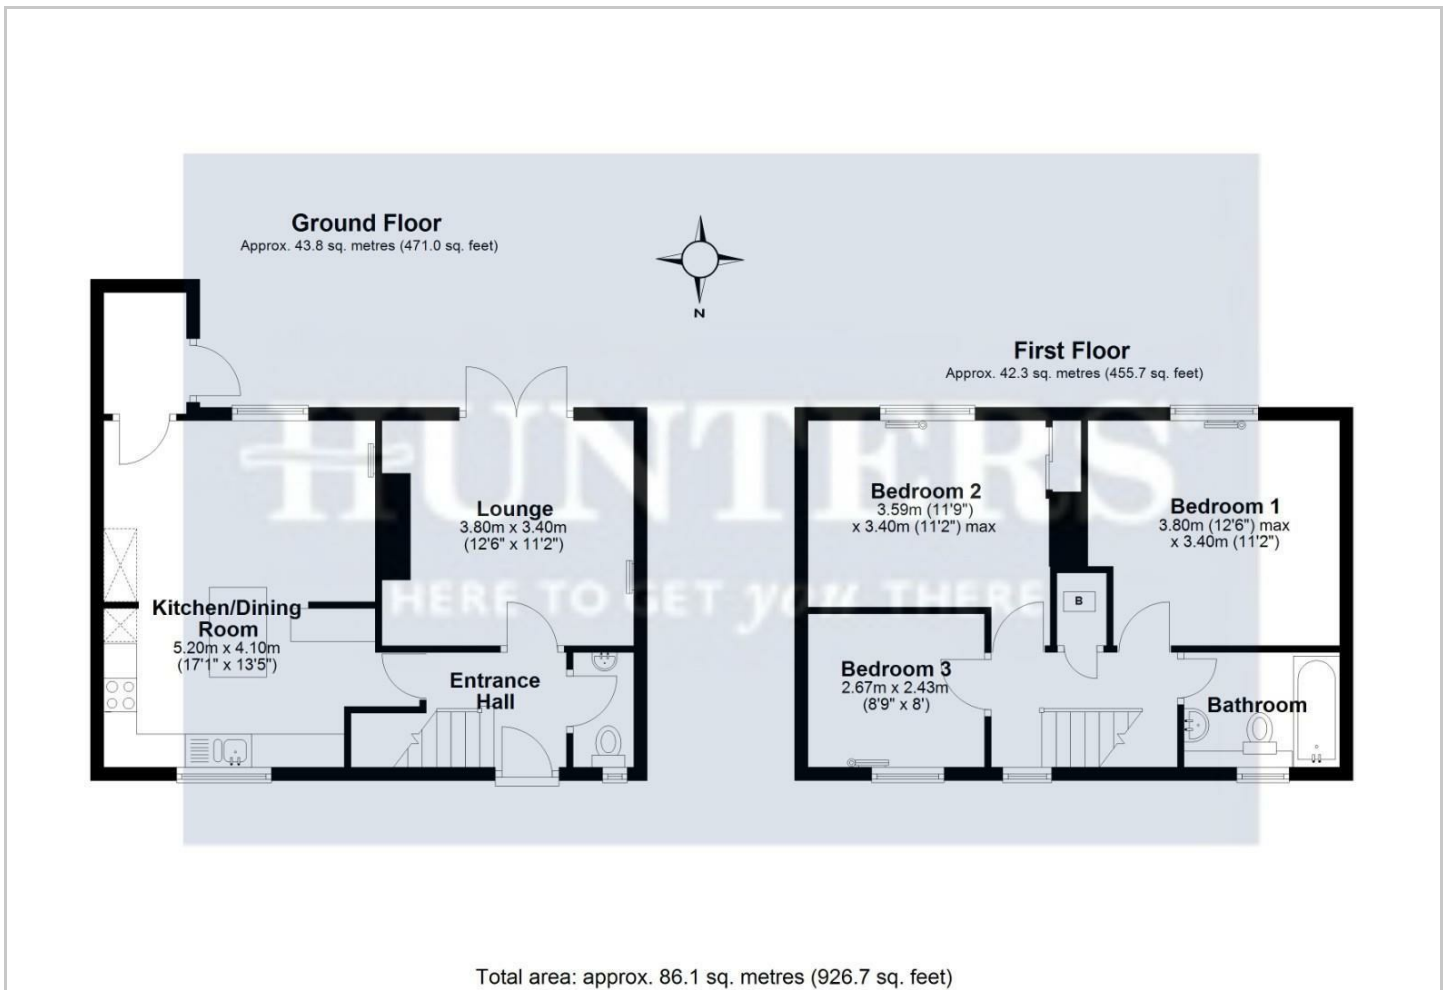 Ground Floor
Approx. 43.8 sq. metres (471.0 sq. feet)
N
First Floor
Approx. 42.3 sq. metres (455.7 sq. feet)
HUNTERS
HERE TO GET you THERE
Lounge
3.80m x 3.40m
(12'6" x 11'2")
Kitchen/Dining
Room
5.20m x 4.10m
(17'1" x 13'5")
Entrance
Hall
Bedroom 2
3.59m (11'9")
x 3.40m (11'2") max
Bedroom 1
3.80m (12'6") max
x 3.40m (11'2")
B
Bedroom 3
2.67m x 2.43m
(8'9" x 8')
Bathroom
Total area: approx. 86.1 sq. metres (926.7 sq. feet)